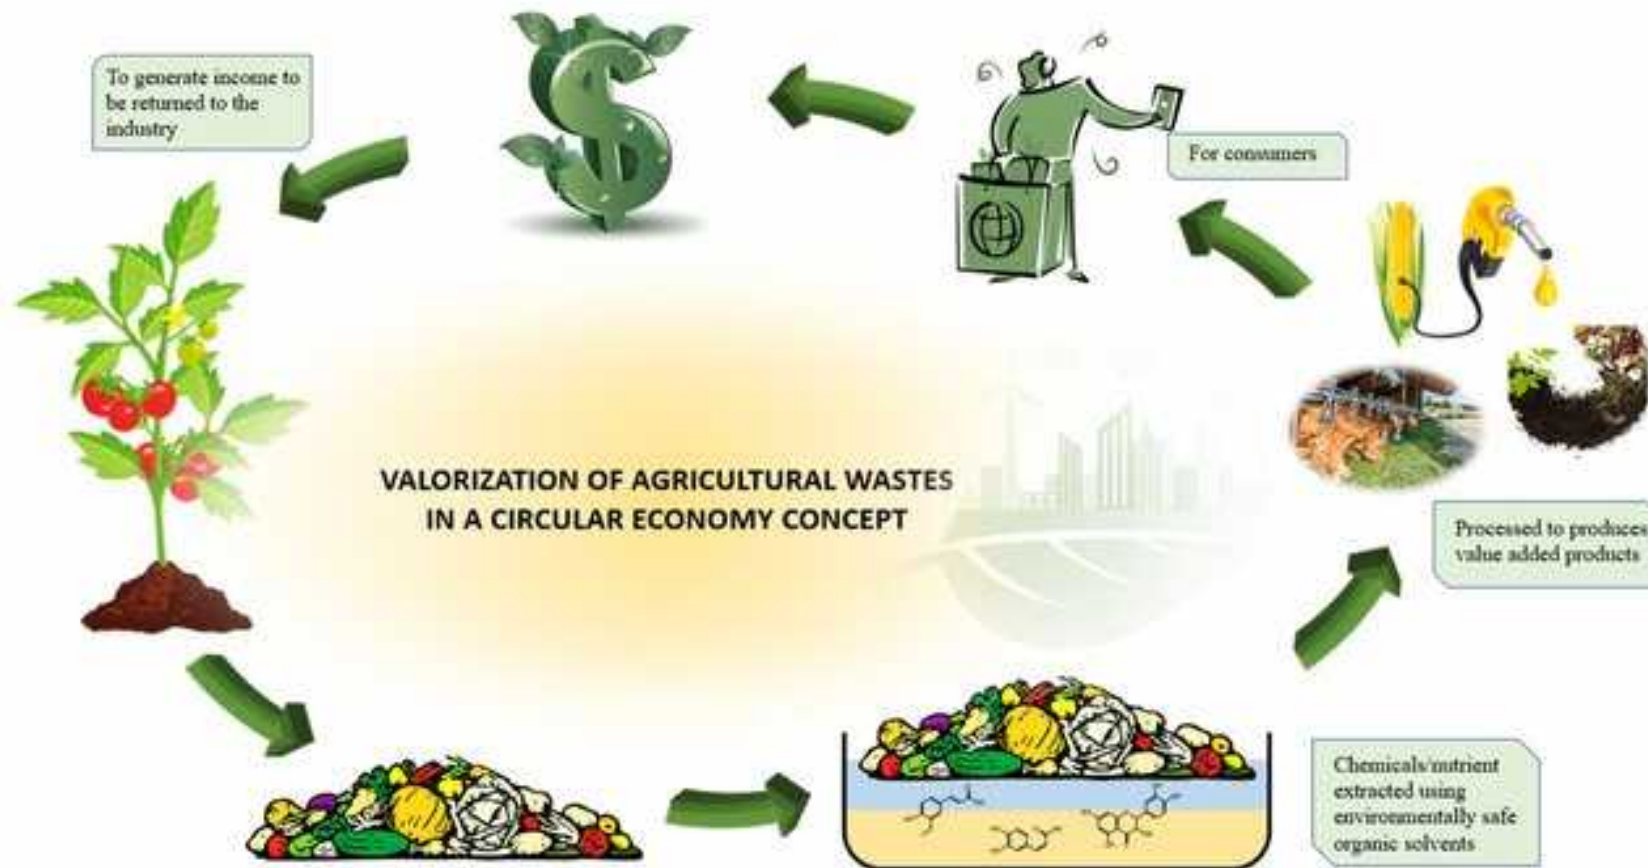 To generate income to
be returned to the
industry
For consumers
VALORIZATION OF AGRICULTURAL WASTES
IN A CIRCULAR ECONOMY CONCEPT
Processed to produces
value added products
Chemicals/nutrient
extracted using
environmentally safe
organic solvents